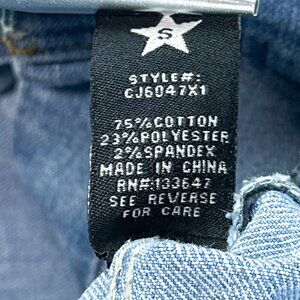 S
STYLE#:
CJ6047X1
75%COTTON
23%POLYESTER
2%SPANDEX
MADE IN CHINA
RN#:133647
SEE REVERSE
FOR CARE